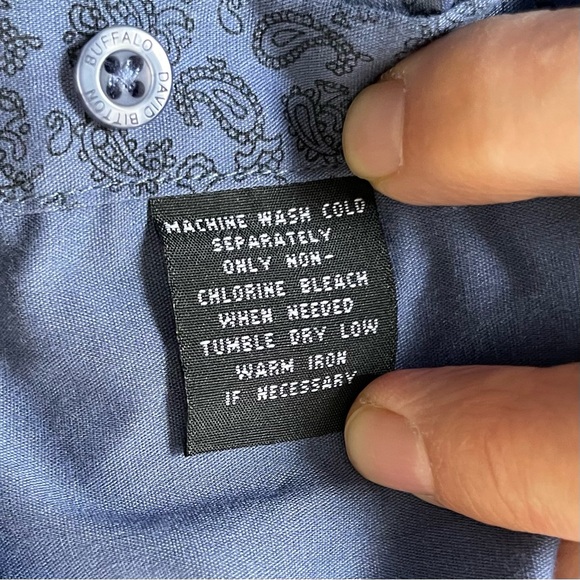 BUFFALO
DAVID BITTON
MACHINE WASH COLD
SEPARATELY
ONLY NON-
CHLORINE BLEACH
WHEN NEEDED
TUMBLE DRY LOW
WARM IRON
IF NECESSARY